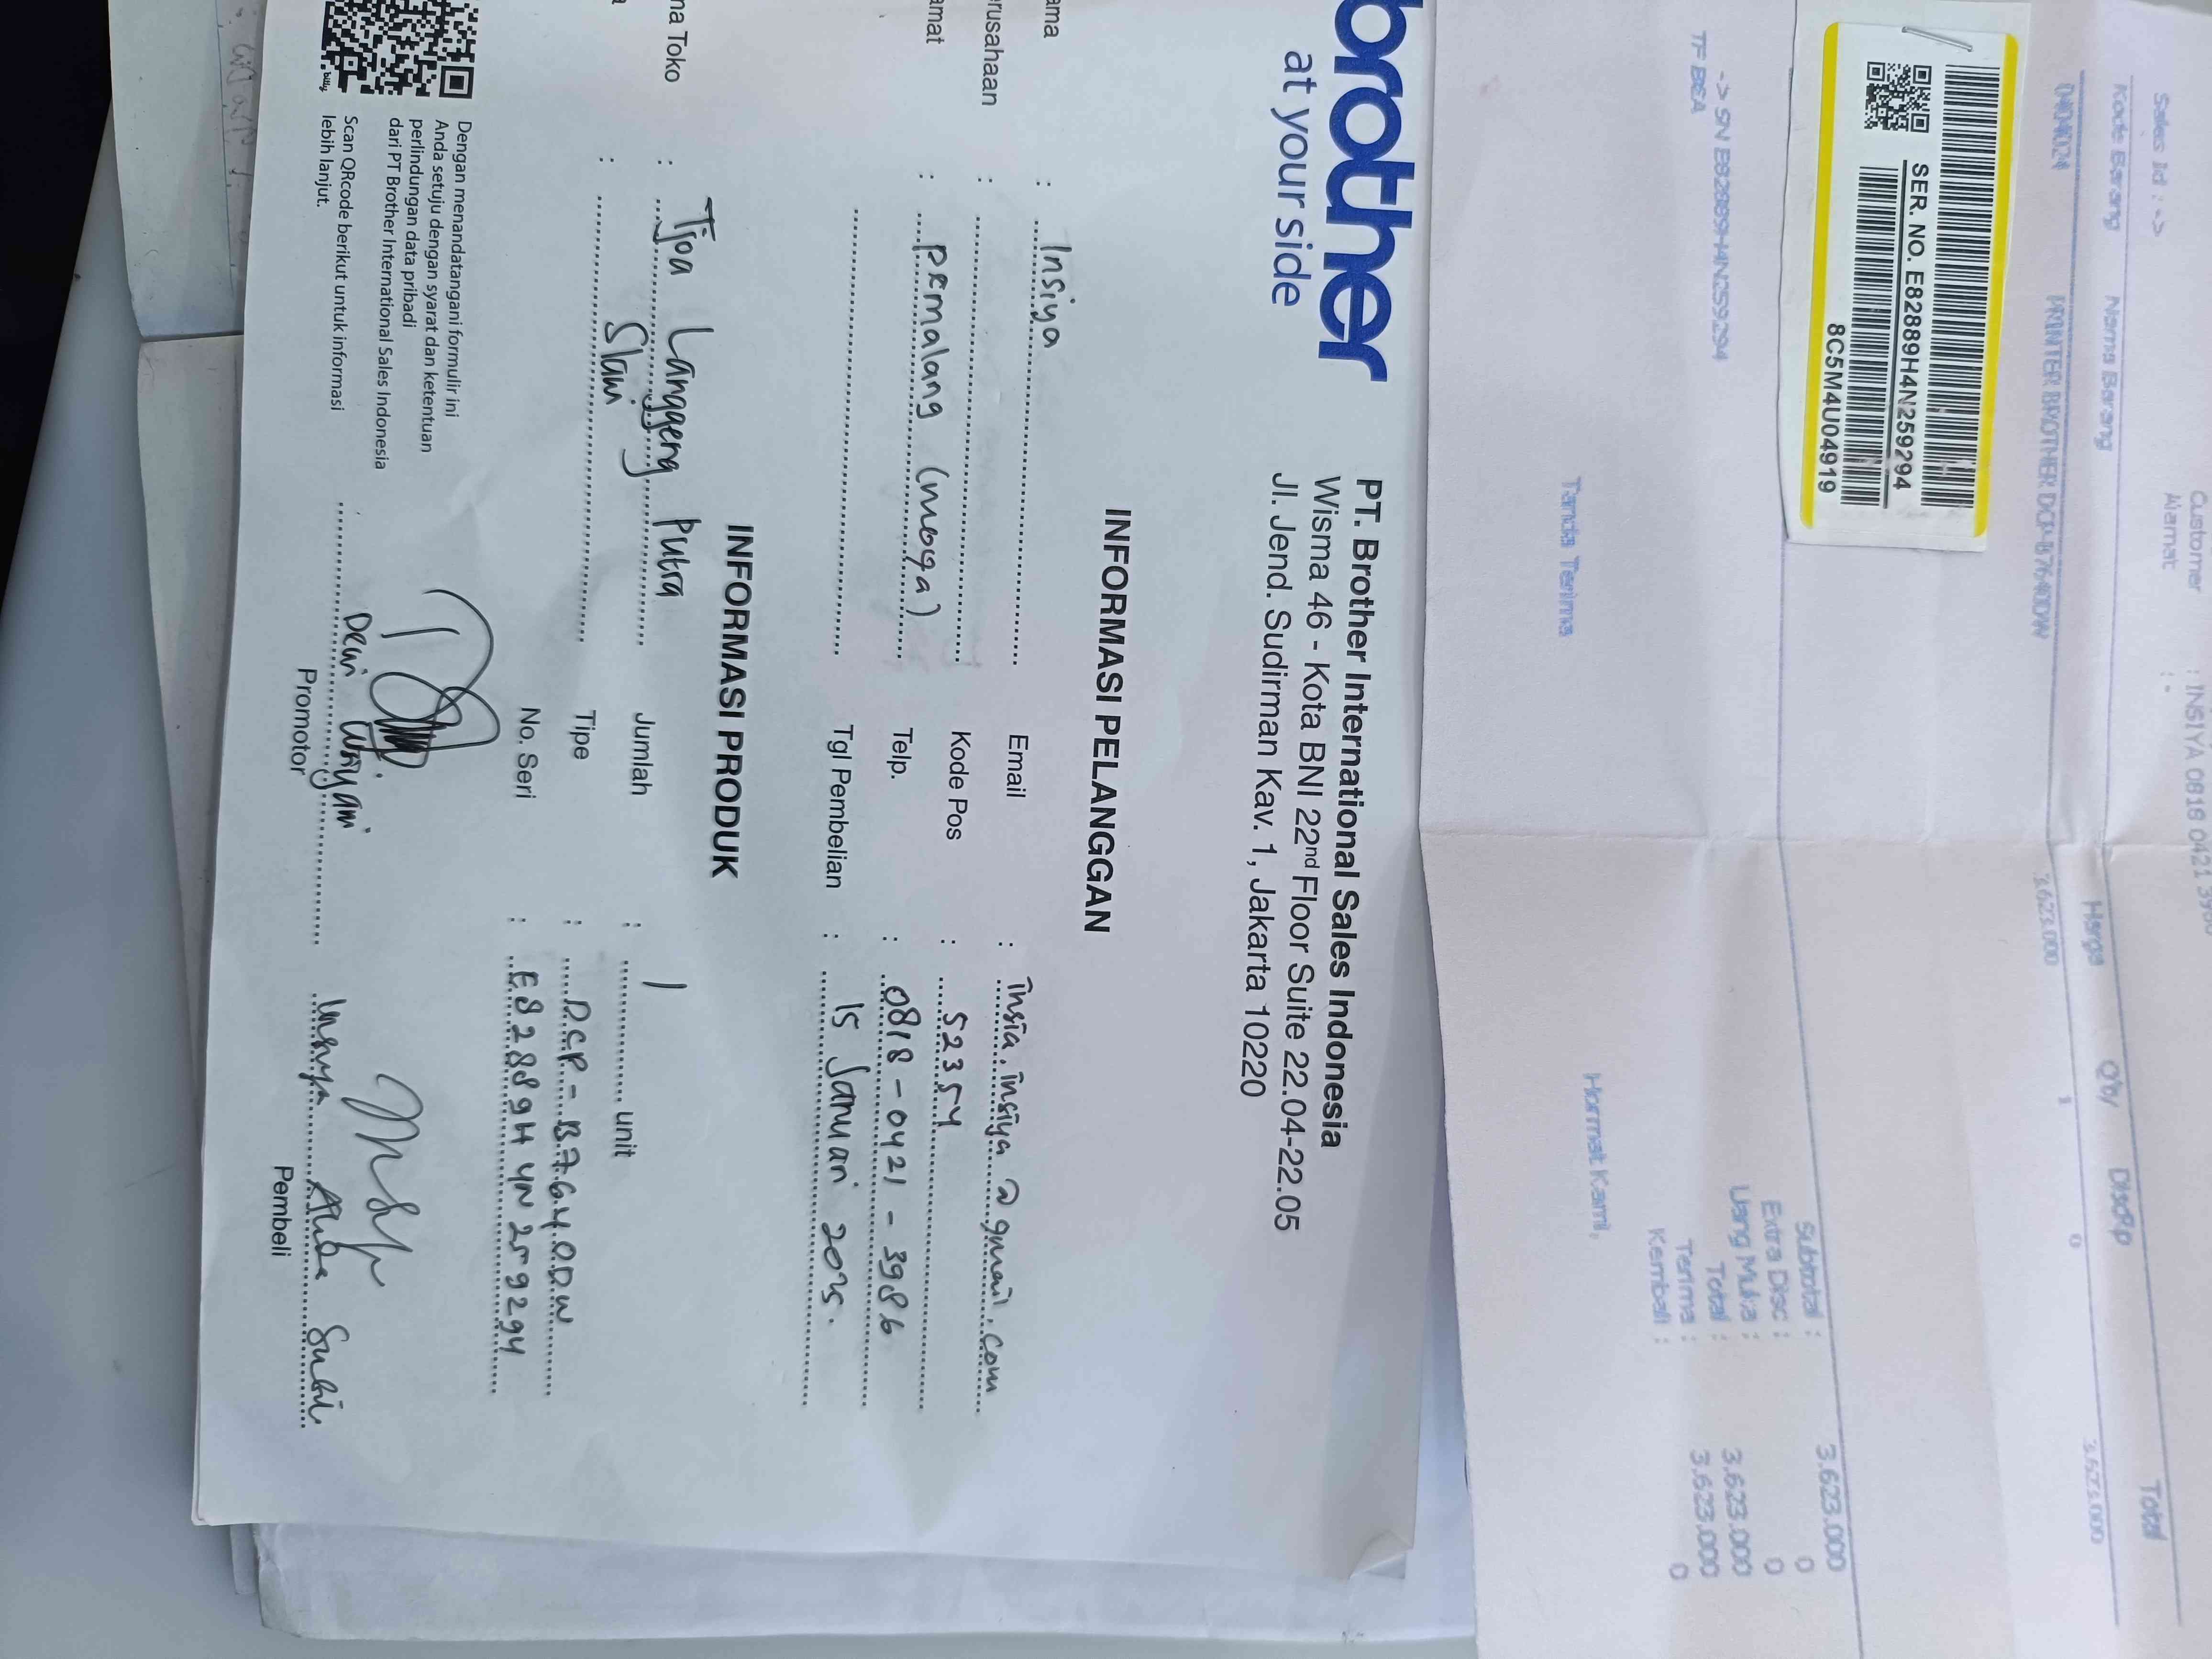 Customer : INSIYA 0818 0421
Alamat : -
Sales Id : ->
Kode Barang Nama Barang Harga Qty Disc Total
0404024 PRINTER BROTHER DCP-B7640DW 3.623.000 1 0 3.623.000
SER. NO. E82889H4N259294
8C5M4U04919
Subtotal : 3.623.000
Extra Disc : 0
Uang Muka : 0
Total : 3.623.000
Terima : 3.623.000
Kembali : 0
-> SN E82889H4N259294
TF BCA
Tanda Terima Hormat Kami,
brother
at your side
PT. Brother International Sales Indonesia
Wisma 46 - Kota BNI 22nd Floor Suite 22.04-22.05
Jl. Jend. Sudirman Kav. 1, Jakarta 10220
INFORMASI PELANGGAN
ama : Insiya Email : insia.insiya@gmail.com
erusahaan : Kode Pos : 52354
amat : pemalang (moga) Telp. : 0818-0421-3986
Tgl Pembelian : 15 Januari 2025.
INFORMASI PRODUK
na Toko : Tjoa Langgeng Putra Jumlah : 1 unit
a : Slawi Tipe : DCP-B7640DW
No. Seri : E82889H4N259294
Dengan menandatangani formulir ini
Anda setuju dengan syarat dan ketentuan
perlindungan data pribadi
dari PT Brother International Sales Indonesia
Scan QRcode berikut untuk informasi
lebih lanjut.
Dewi Wriyani Insiya
Promotor Pembeli